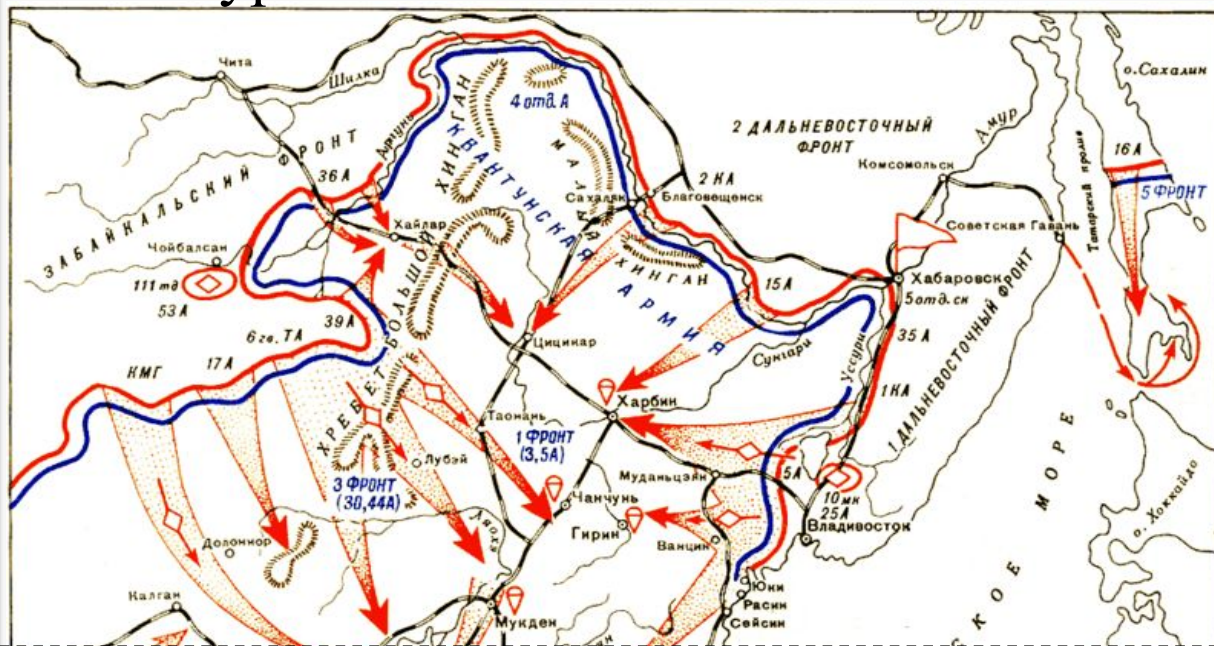 Чита
Шилка
Аргунь
о. Сахалин
4 отд. А
2 ДАЛЬНЕВОСТОЧНЫЙ
ФРОНТ
Амур
Комсомольск
Татарский пролив
16 А
5 ФРОНТ
ЗАБАЙКАЛЬСКИЙ ФРОНТ
36 А
КВАНТУНСКАЯ АРМИЯ
МАЛЫЙ ХИНГАН
2 КА
Сахалян
Благовещенск
Советская Гавань
Чойбалсан
Хайлар
111 тд
53 А
ХРЕБЕТ БОЛЬШОЙ ХИНГАН
15 А
Хабаровск
5 отд. ск
39 А
6 гв. ТА
17 А
КМГ
Цицикар
Сунгари
Уссури
35 А
1 КА
1 ДАЛЬНЕВОСТОЧНЫЙ ФРОНТ
Харбин
Таонань
1 ФРОНТ
(3,5А)
Лубэй
3 ФРОНТ
(30,44А)
Муданьцзян
5 А
10 мк
25 А
Владивосток
Чанчунь
Гирин
Ванцин
Ляохэ
Долоннор
Калган
Мукден
Юки
Расин
Сейсин
СКОЕ МОРЕ
о. Хоккайдо